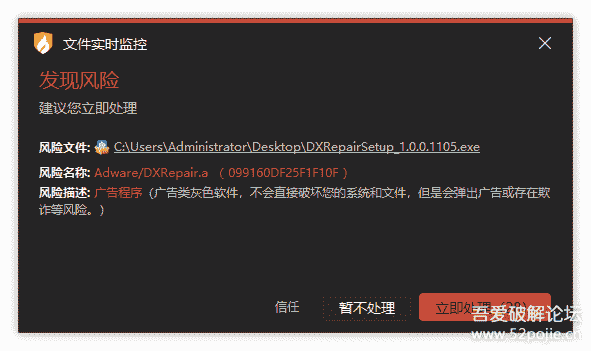 文件实时监控
发现风险
建议您立即处理
风险文件: C:\Users\Administrator\Desktop\DXRepairSetup_1.0.0.1105.exe
风险名称: Adware/DXRepair.a （ 099160DF25F1F10F ）
风险描述: 广告程序（广告类灰色软件，不会直接破坏您的系统和文件，但是会弹出广告或存在欺
诈等风险。）
信任 暂不处理 立即处理
吾爱破解论坛
www.52pojie.cn